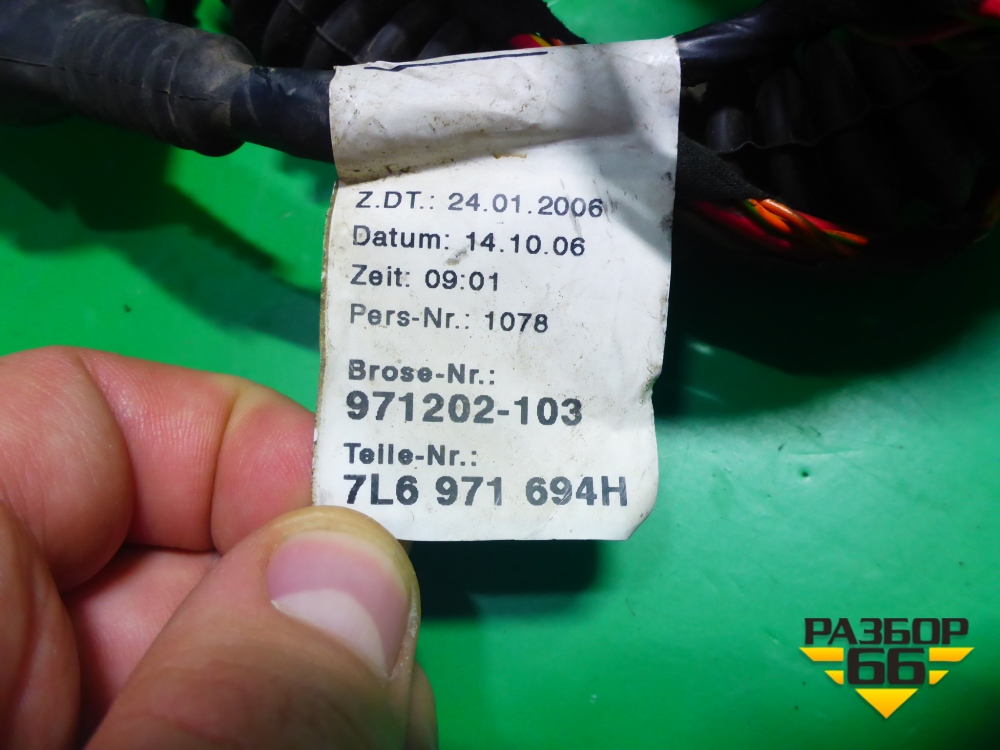 Z.DT.: 24.01.2006
Datum: 14.10.06
Zeit: 09:01
Pers-Nr.: 1078
Brose-Nr.:
971202-103
Teile-Nr.:
7L6 971 694H
РАЗБОР
66